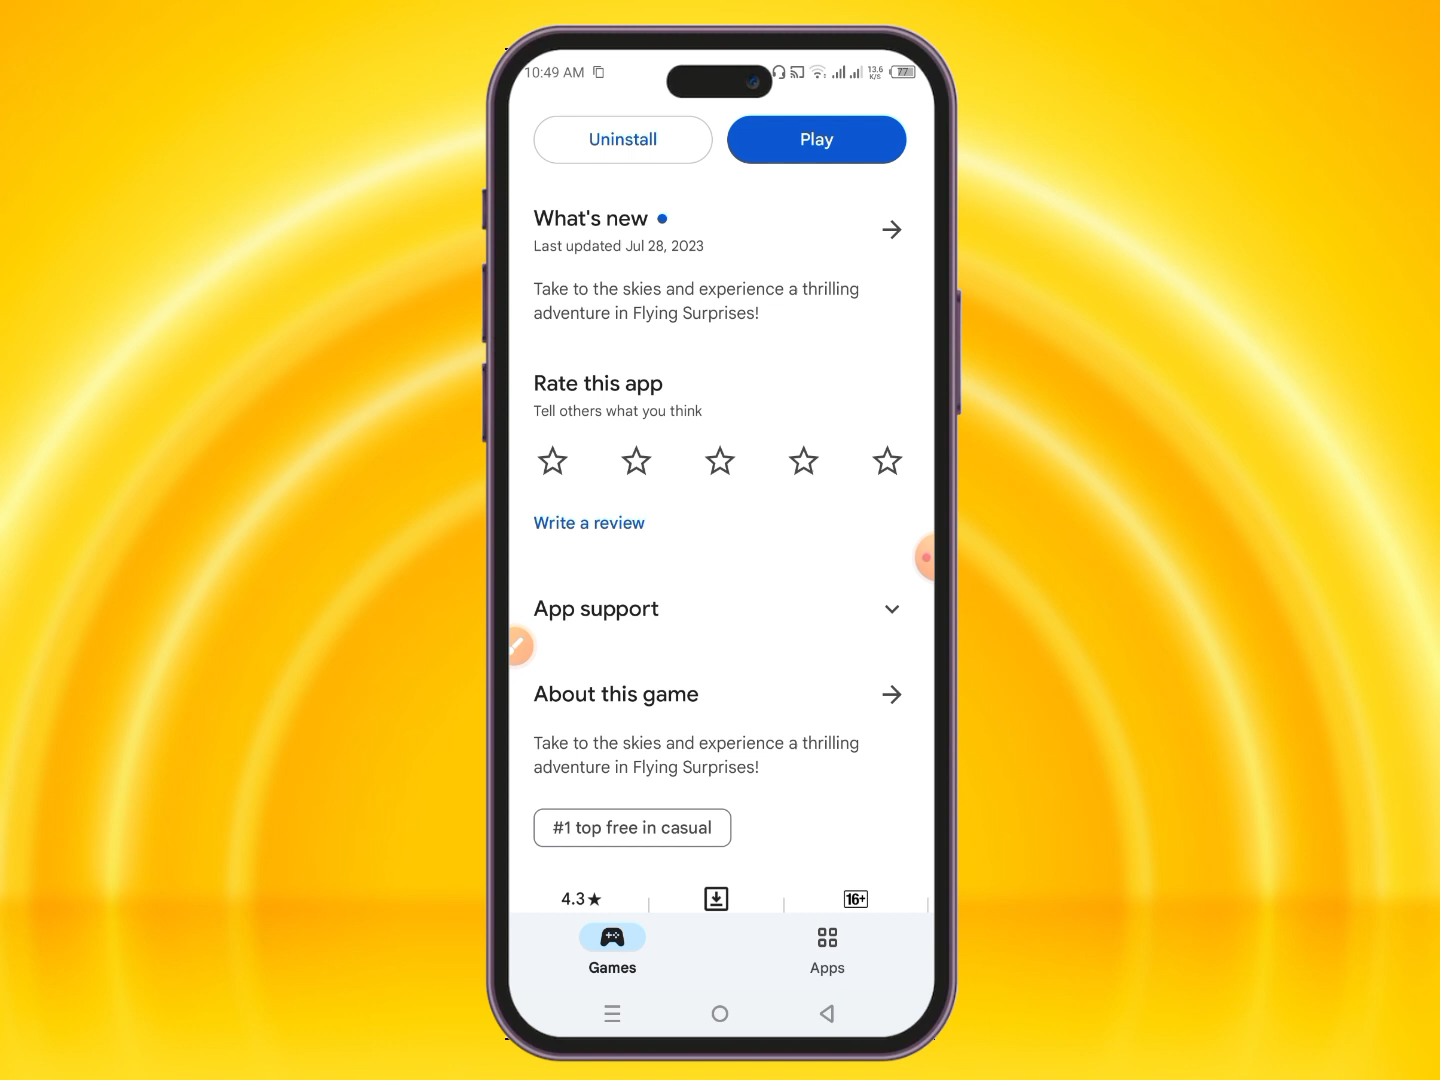 10:49 AM
13.6
K/S
77
Uninstall
Play
What's new
Last updated Jul 28, 2023
Take to the skies and experience a thrilling
adventure in Flying Surprises!
Rate this app
Tell others what you think
Write a review
App support
About this game
Take to the skies and experience a thrilling
adventure in Flying Surprises!
#1 top free in casual
4.3★
16+
Games
Apps